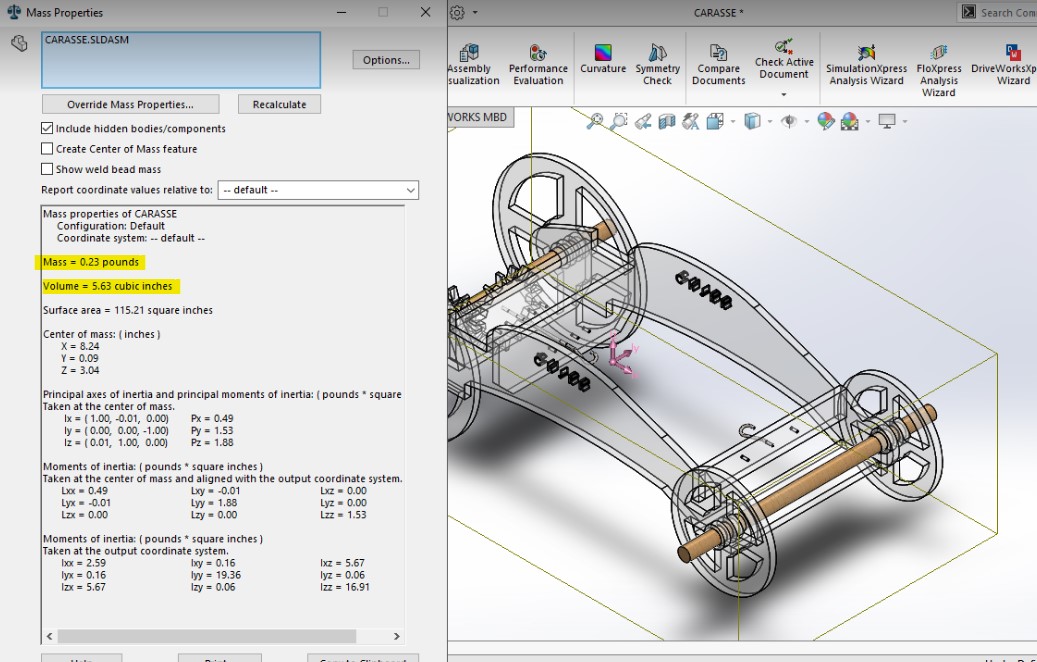 Mass Properties
CARASSE.SLDASM
Options...
Override Mass Properties...
Recalculate
Include hidden bodies/components
Create Center of Mass feature
Show weld bead mass
Report coordinate values relative to:
-- default --
Mass properties of CARASSE
Configuration: Default
Coordinate system: -- default --
Mass = 0.23 pounds
Volume = 5.63 cubic inches
Surface area = 115.21 square inches
Center of mass: ( inches )
X = 8.24
Y = 0.09
Z = 3.04
Principal axes of inertia and principal moments of inertia: ( pounds * square
Taken at the center of mass.
Ix = ( 1.00, -0.01, 0.00) Px = 0.49
Iy = ( 0.00, 0.00, -1.00) Py = 1.53
Iz = ( 0.01, 1.00, 0.00) Pz = 1.88
Moments of inertia: ( pounds * square inches )
Taken at the center of mass and aligned with the output coordinate system.
Lxx = 0.49 Lxy = -0.01 Lxz = 0.00
Lyx = -0.01 Lyy = 1.88 Lyz = 0.00
Lzx = 0.00 Lzy = 0.00 Lzz = 1.53
Moments of inertia: ( pounds * square inches )
Taken at the output coordinate system.
Ixx = 2.59 Ixy = 0.16 Ixz = 5.67
Iyx = 0.16 Iyy = 19.36 Iyz = 0.06
Izx = 5.67 Izy = 0.06 Izz = 16.91
CARASSE *
Search Com
Assembly
sualization
Performance
Evaluation
Curvature
Symmetry
Check
Compare
Documents
Check Active
Document
SimulationXpress
Analysis Wizard
FloXpress
Analysis
Wizard
DriveWorksXp
Wizard
WORKS MBD